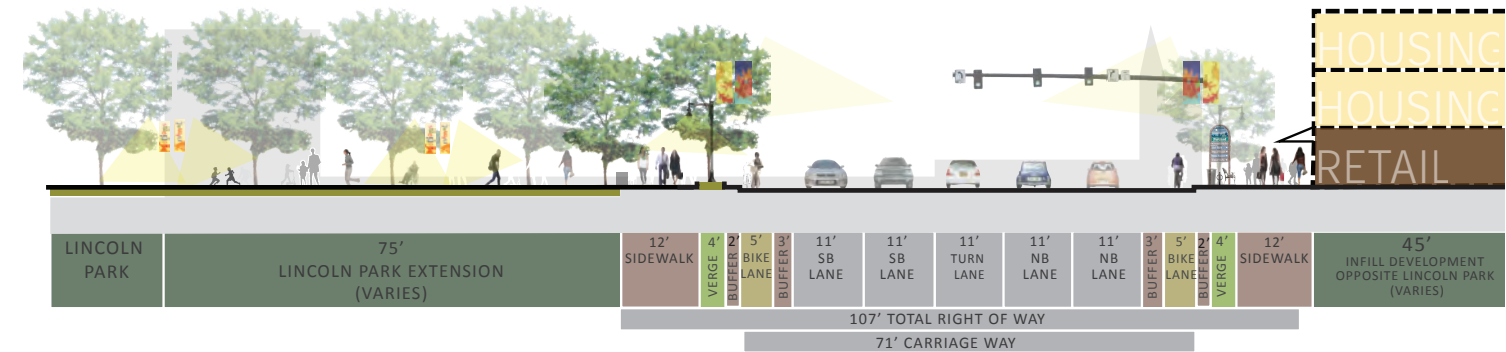 HOUSING
HOUSING
RETAIL
LINCOLN
PARK
75’
LINCOLN PARK EXTENSION
(VARIES)
12’
SIDEWALK
4’
VERGE
2’
BUFFER
5’
BIKE
LANE
3’
BUFFER
11’
SB
LANE
11’
SB
LANE
11’
TURN
LANE
11’
NB
LANE
11’
NB
LANE
3’
BUFFER
5’
BIKE
LANE
2’
BUFFER
4’
VERGE
12’
SIDEWALK
45’
INFILL DEVELOPMENT
OPPOSITE LINCOLN PARK
(VARIES)
107’ TOTAL RIGHT OF WAY
71’ CARRIAGE WAY